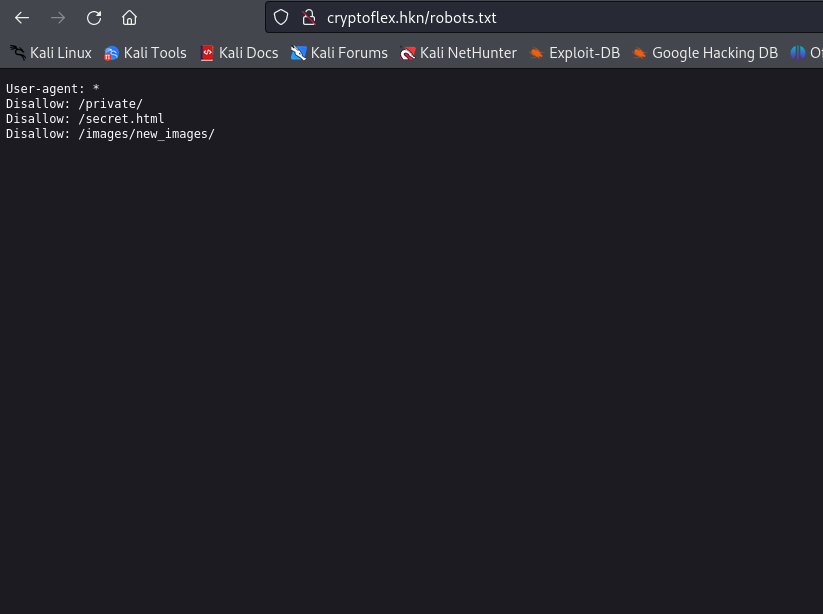 cryptoflex.hkn/robots.txt
Kali Linux Kali Tools Kali Docs Kali Forums Kali NetHunter Exploit-DB Google Hacking DB
User-agent: *
Disallow: /private/
Disallow: /secret.html
Disallow: /images/new_images/